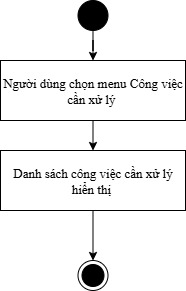 Người dùng chọn menu Công việc
cần xử lý
Danh sách công việc cần xử lý
hiển thị